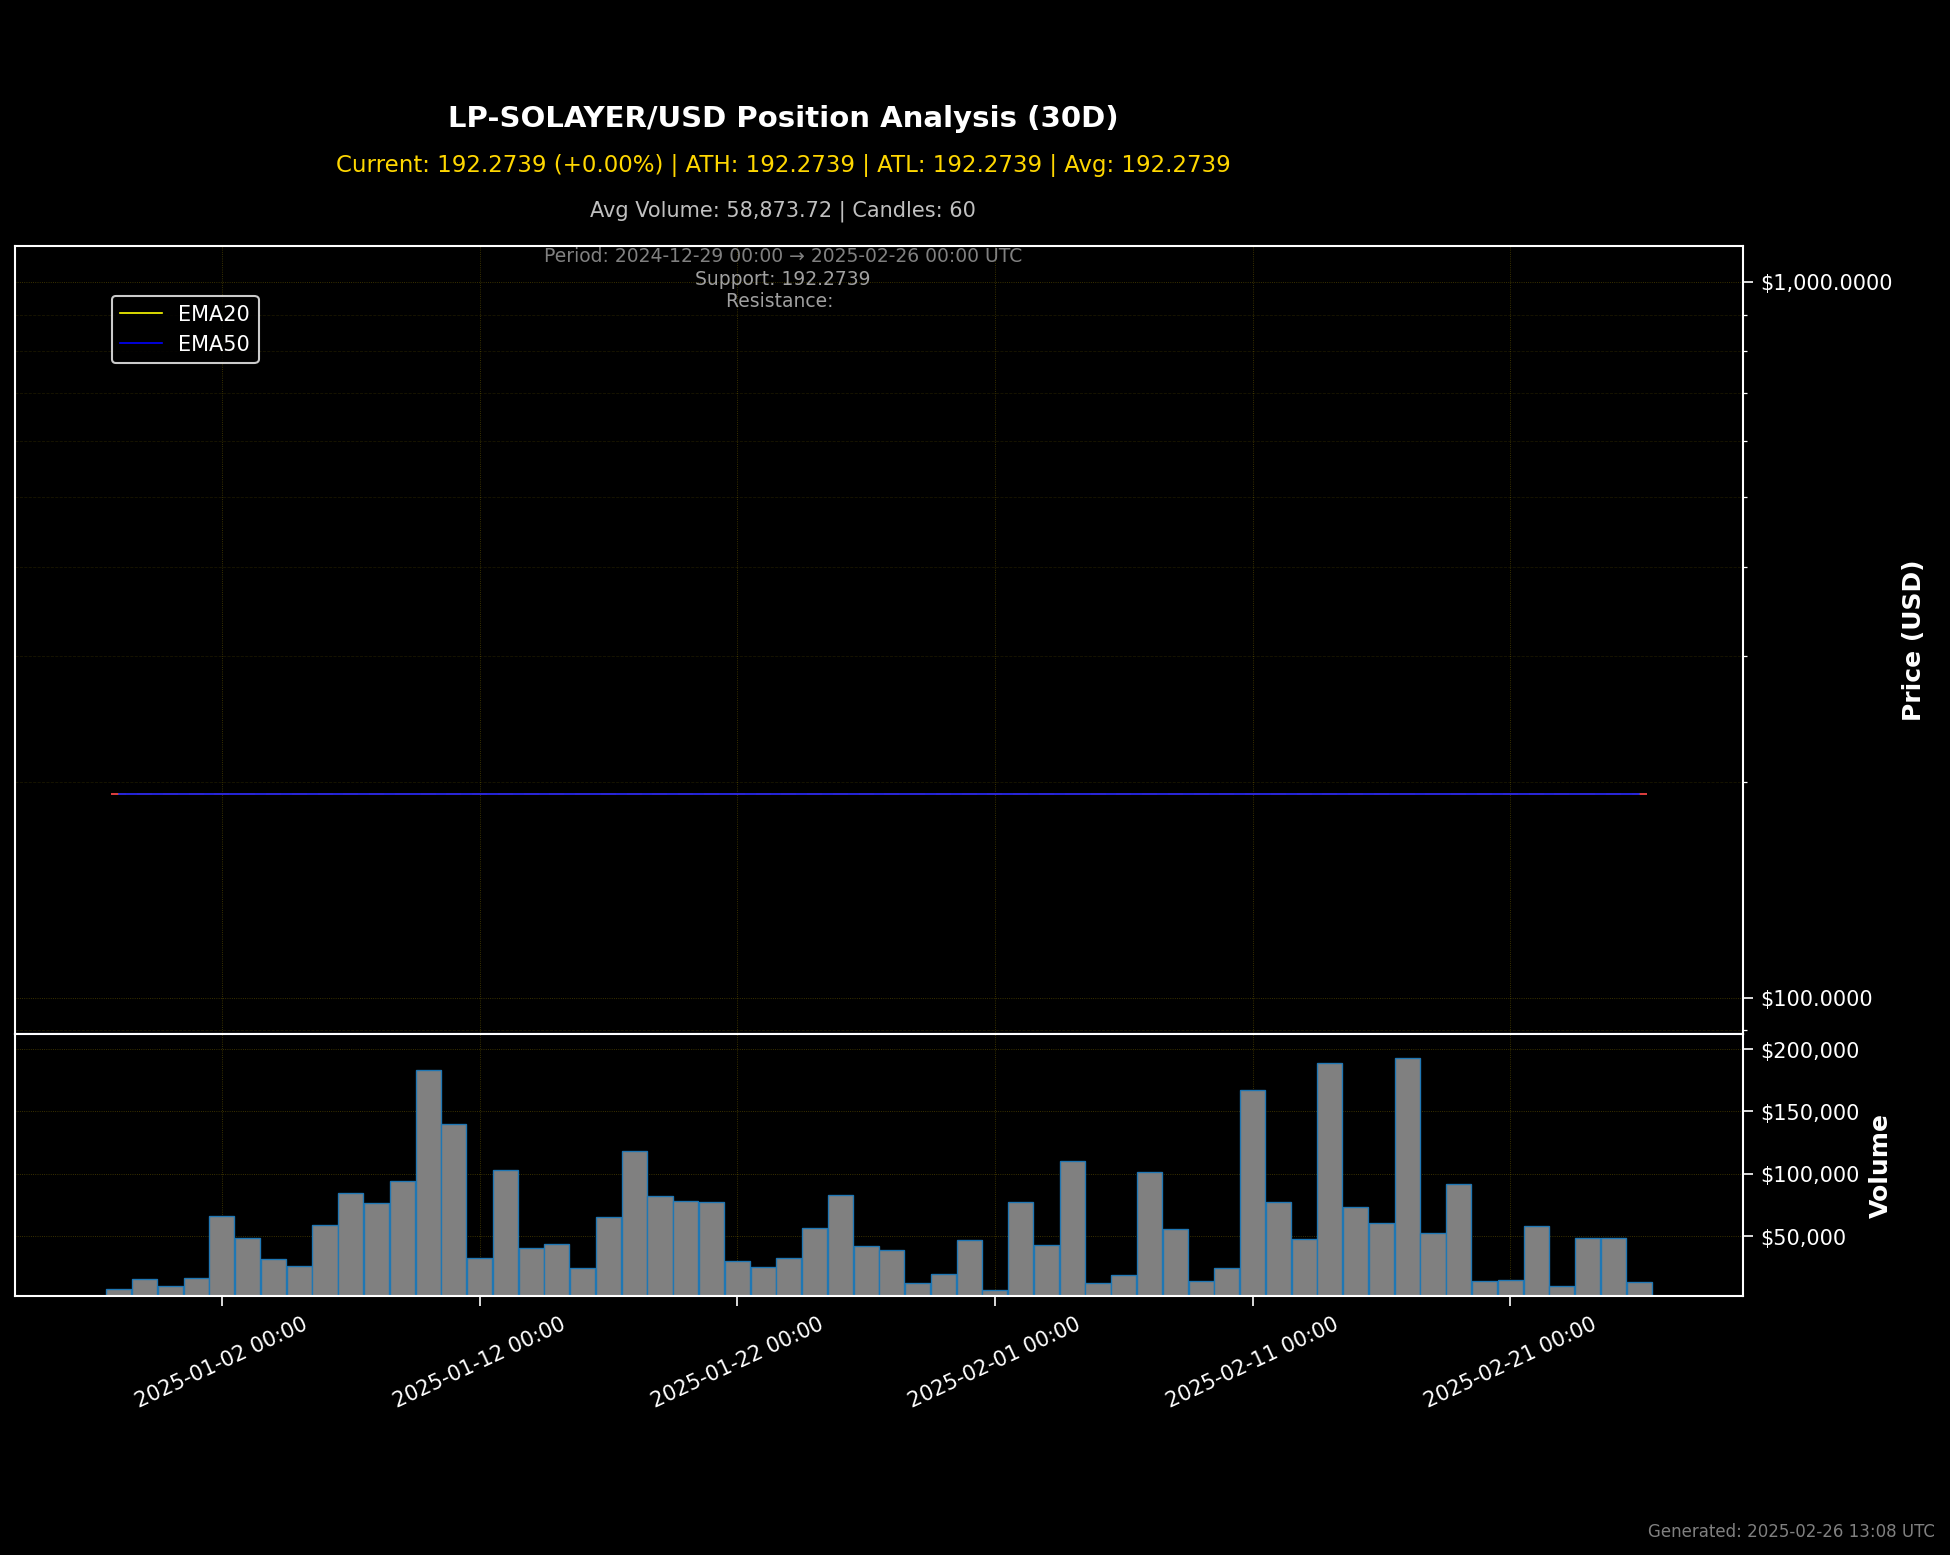 LP-SOLAYER/USD Position Analysis (30D)
Current: 192.2739 (+0.00%) | ATH: 192.2739 | ATL: 192.2739 | Avg: 192.2739
Avg Volume: 58,873.72 | Candles: 60
Period: 2024-12-29 00:00 → 2025-02-26 00:00 UTC
Support: 192.2739
Resistance:
EMA20
EMA50
$1,000.0000
$100.0000
Price (USD)
$200,000
$150,000
$100,000
$50,000
Volume
2025-01-02 00:00
2025-01-12 00:00
2025-01-22 00:00
2025-02-01 00:00
2025-02-11 00:00
2025-02-21 00:00
Generated: 2025-02-26 13:08 UTC